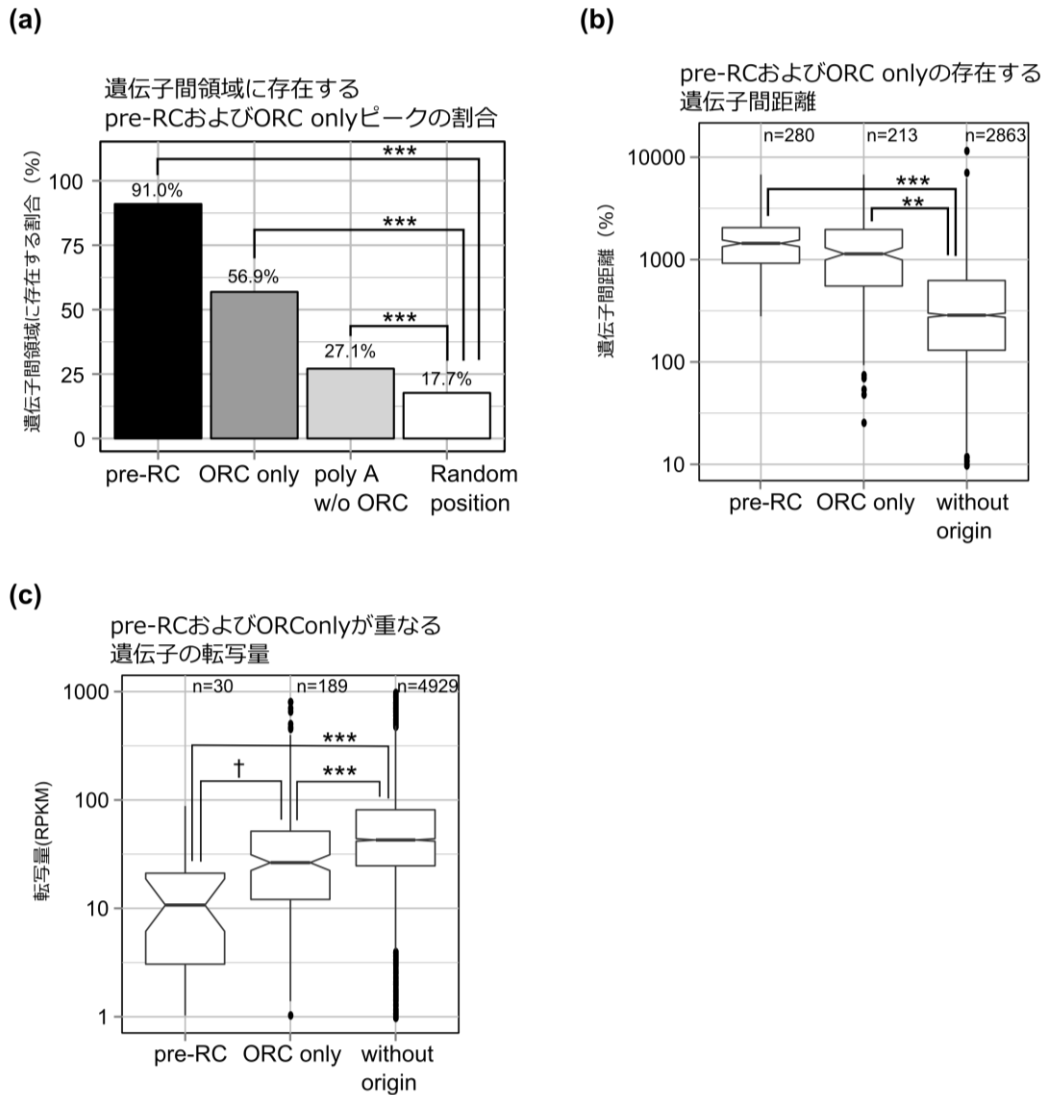 (a)
遺伝子間領域に存在する
pre-RCおよびORC onlyピークの割合
遺伝子間領域に存在する割合 (%)
100
75
50
25
0
***
***
***
91.0%
56.9%
27.1%
17.7%
pre-RC
ORC only
poly A
w/o ORC
Random
position
(b)
pre-RCおよびORC onlyの存在する
遺伝子間距離
遺伝子間距離 (%)
10000
1000
100
10
n=280
n=213
n=2863
***
**
pre-RC
ORC only
without
origin
(c)
pre-RCおよびORConlyが重なる
遺伝子の転写量
転写量(RPKM)
1000
100
10
1
n=30
n=189
n=4929
***
†
***
pre-RC
ORC only
without
origin